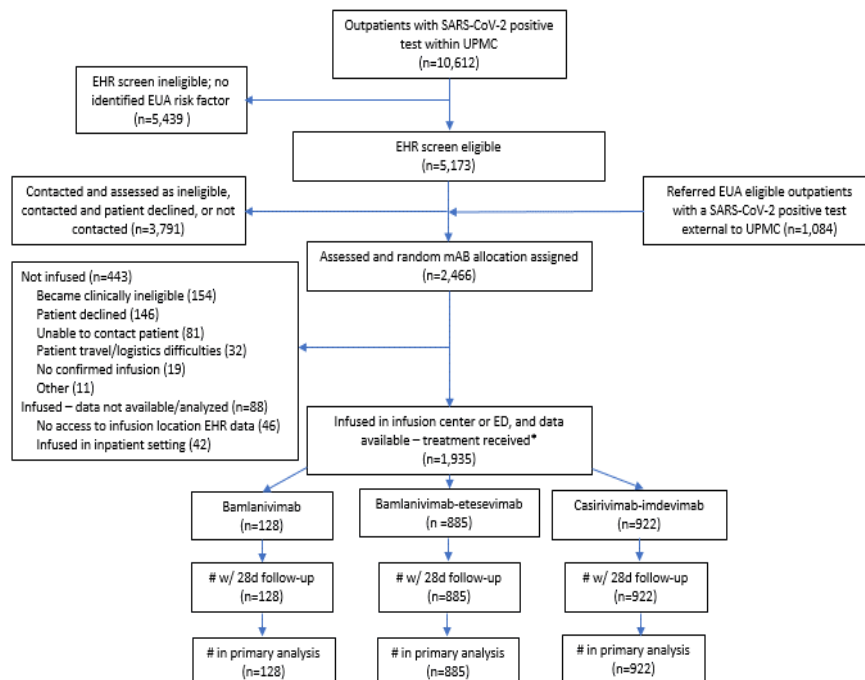 Outpatients with SARS-CoV-2 positive
test within UPMC
(n=10,612)
EHR screen ineligible; no
identified EUA risk factor
(n=5,439 )
EHR screen eligible
(n=5,173)
Contacted and assessed as ineligible,
contacted and patient declined, or not
contacted (n=3,791)
Referred EUA eligible outpatients
with a SARS-CoV-2 positive test
external to UPMC (n=1,084)
Assessed and random mAB allocation assigned
(n=2,466)
Not infused (n=443)
Became clinically ineligible (154)
Patient declined (146)
Unable to contact patient (81)
Patient travel/logistics difficulties (32)
No confirmed infusion (19)
Other (11)
Infused – data not available/analyzed (n=88)
No access to infusion location EHR data (46)
Infused in inpatient setting (42)
Infused in infusion center or ED, and data
available – treatment received*
(n=1,935)
Bamlanivimab
(n=128)
Bamlanivimab-etesevimab
(n =885)
Casirivimab-imdevimab
(n=922)
# w/ 28d follow-up
(n=128)
# w/ 28d follow-up
(n=885)
# w/ 28d follow-up
(n=922)
# in primary analysis
(n=128)
# in primary analysis
(n=885)
# in primary analysis
(n=922)